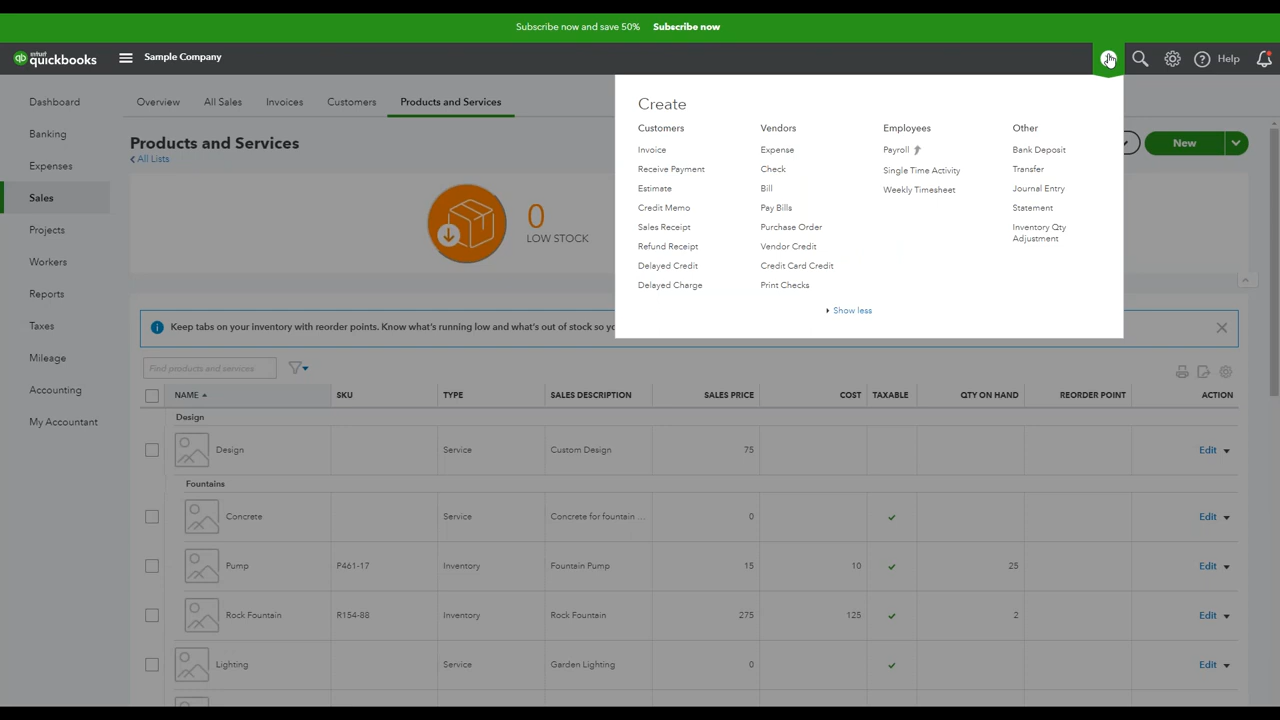 Subscribe now and save 50% Subscribe now
intuit quickbooks Sample Company Help
Dashboard
Banking
Expenses
Sales
Projects
Workers
Reports
Taxes
Mileage
Accounting
My Accountant
Overview All Sales Invoices Customers Products and Services
Products and Services
All Lists
New
0
LOW STOCK
Create
Customers
Invoice
Receive Payment
Estimate
Credit Memo
Sales Receipt
Refund Receipt
Delayed Credit
Delayed Charge
Vendors
Expense
Check
Bill
Pay Bills
Purchase Order
Vendor Credit
Credit Card Credit
Print Checks
Employees
Payroll
Single Time Activity
Weekly Timesheet
Other
Bank Deposit
Transfer
Journal Entry
Statement
Inventory Qty
Adjustment
Show less
Keep tabs on your inventory with reorder points. Know what's running low and what's out of stock so yo
Find products and services
NAME SKU TYPE SALES DESCRIPTION SALES PRICE COST TAXABLE QTY ON HAND REORDER POINT ACTION
Design
Design Service Custom Design 75 Edit
Fountains
Concrete Service Concrete for fountain ... 0 Edit
Pump P461-17 Inventory Fountain Pump 15 10 25 Edit
Rock Fountain R154-88 Inventory Rock Fountain 275 125 2 Edit
Lighting Service Garden Lighting 0 Edit